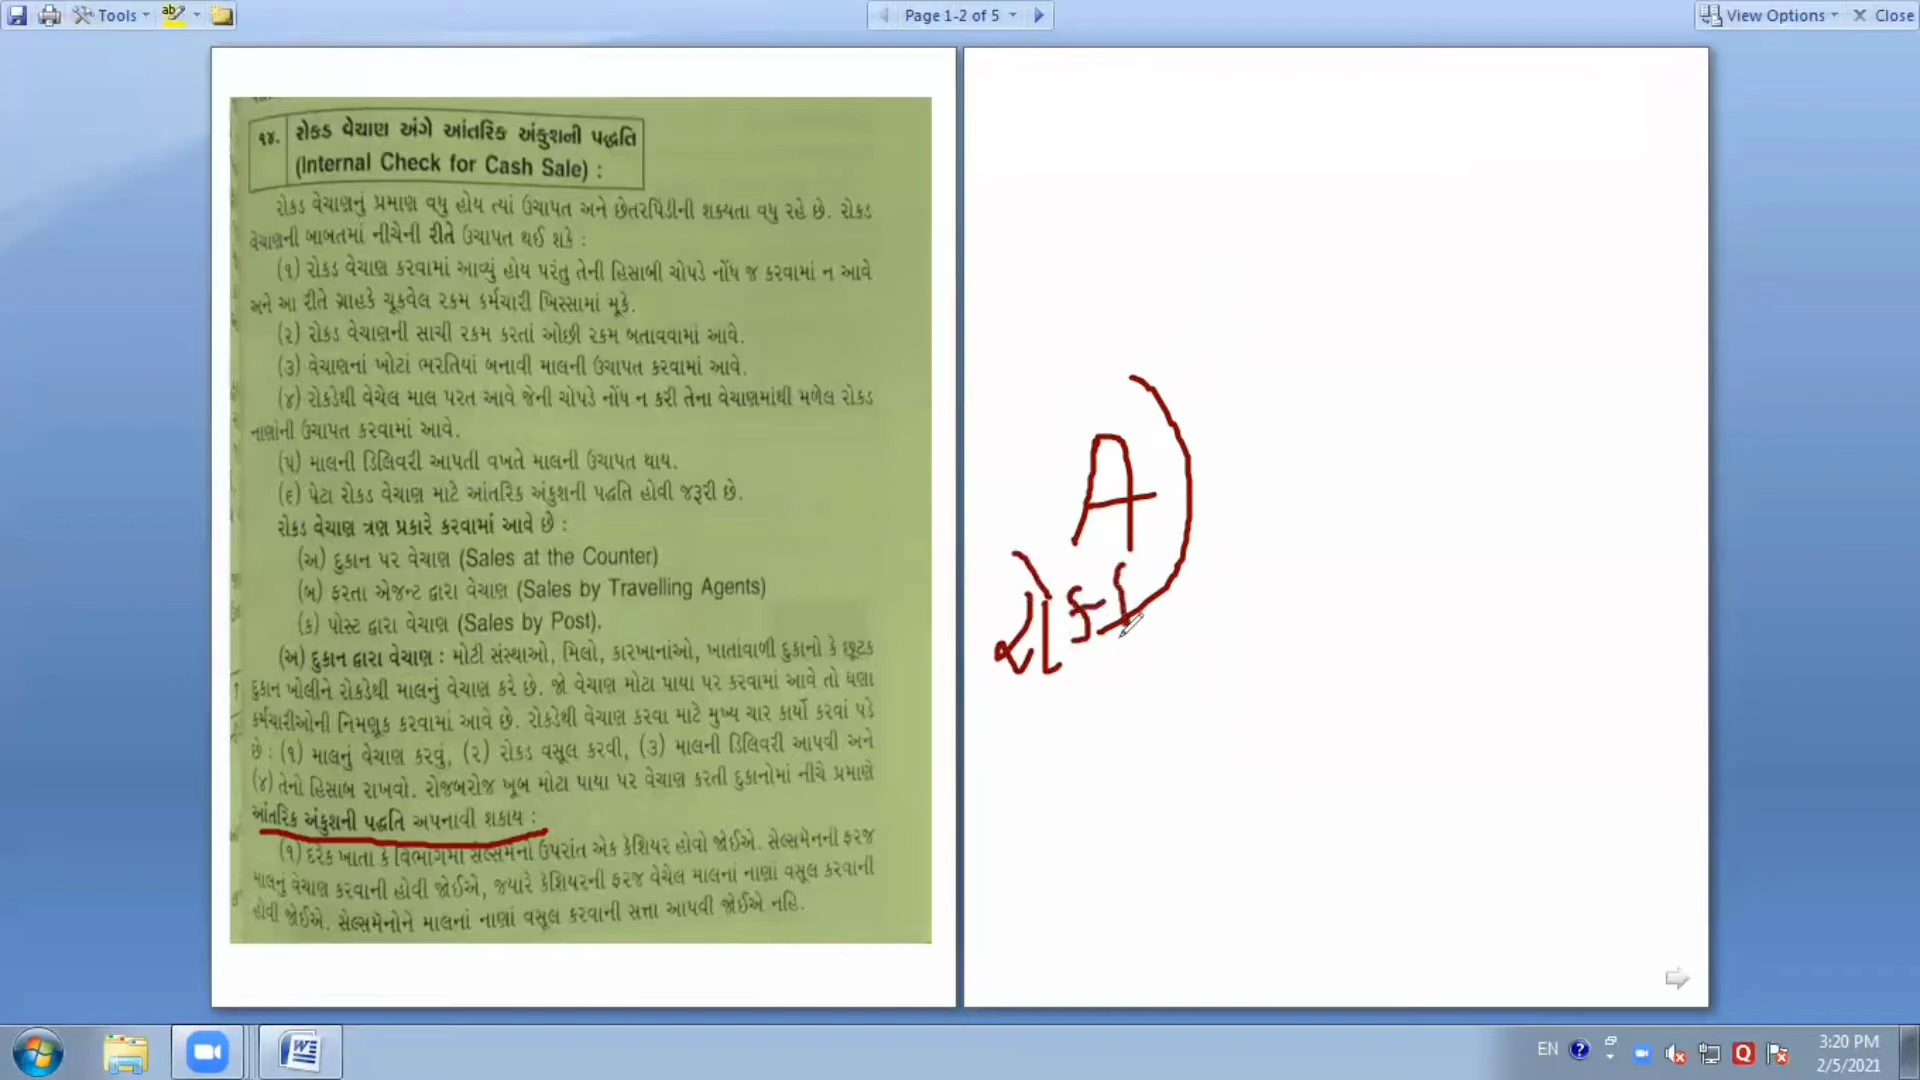 Tools
Page 1-2 of 5
View Options
Close
૧૪. રોકડ વેચાણ અંગે આંતરિક અંકુશની પદ્ધતિ
(Internal Check for Cash Sale) :
રોકડ વેચાણનું પ્રમાણ વધુ હોય ત્યાં ઉચાપત અને છેતરપિંડીની શક્યતા વધુ રહે છે. રોકડ
વેચાણની બાબતમાં નીચેની રીતે ઉચાપત થઈ શકે :
(૧) રોકડ વેચાણ કરવામાં આવ્યું હોય પરંતુ તેની હિસાબી ચોપડે નોંધ જ કરવામાં ન આવે
અને આ રીતે ગ્રાહકે ચૂકવેલ રકમ કર્મચારી ખિસ્સામાં મૂકે.
(૨) રોકડ વેચાણની સાચી રકમ કરતાં ઓછી રકમ બતાવવામાં આવે.
(૩) વેચાણનાં ખોટાં ભરતિયાં બનાવી માલની ઉચાપત કરવામાં આવે.
(૪) રોકડેથી વેચેલ માલ પરત આવે જેની ચોપડે નોંધ ન કરી તેના વેચાણમાંથી મળેલ રોકડ
નાણાંની ઉચાપત કરવામાં આવે.
(૫) માલની ડિલિવરી આપતી વખતે માલની ઉચાપત થાય.
(૬) પેટા રોકડ વેચાણ માટે આંતરિક અંકુશની પદ્ધતિ હોવી જરૂરી છે.
રોકડ વેચાણ ત્રણ પ્રકારે કરવામાં આવે છે :
(અ) દુકાન પર વેચાણ (Sales at the Counter)
(બ) ફરતા એજન્ટ દ્વારા વેચાણ (Sales by Travelling Agents)
(ક) પોસ્ટ દ્વારા વેચાણ (Sales by Post).
(અ) દુકાન દ્વારા વેચાણ : મોટી સંસ્થાઓ, મિલો, કારખાનાંઓ, ખાતાંવાળી દુકાનો કે છૂટક
દુકાન ખોલીને રોકડેથી માલનું વેચાણ કરે છે. જો વેચાણ મોટા પાયા પર કરવામાં આવે તો ઘણા
કર્મચારીઓની નિમણૂક કરવામાં આવે છે. રોકડેથી વેચાણ કરવા માટે મુખ્ય ચાર કાર્યો કરવાં પડે
છે : (૧) માલનું વેચાણ કરવું, (૨) રોકડ વસૂલ કરવી, (૩) માલની ડિલિવરી આપવી અને
(૪) તેનો હિસાબ રાખવો. રોજબરોજ ખૂબ મોટા પાયા પર વેચાણ કરતી દુકાનોમાં નીચે પ્રમાણે
આંતરિક અંકુશની પદ્ધતિ અપનાવી શકાય :
(૧) દરેક ખાતા કે વિભાગમાં સેલ્સમૅનો ઉપરાંત એક કૅશિયર હોવો જોઈએ. સેલ્સમૅનની ફરજ
માલનું વેચાણ કરવાની હોવી જોઈએ, જ્યારે કૅશિયરની ફરજ વેચેલ માલનાં નાણાં વસૂલ કરવાની
હોવી જોઈએ. સેલ્સમૅનોને માલનાં નાણાં વસૂલ કરવાની સત્તા આપવી જોઈએ નહિ.
A
રોકડ
EN
3:20 PM
2/5/2021